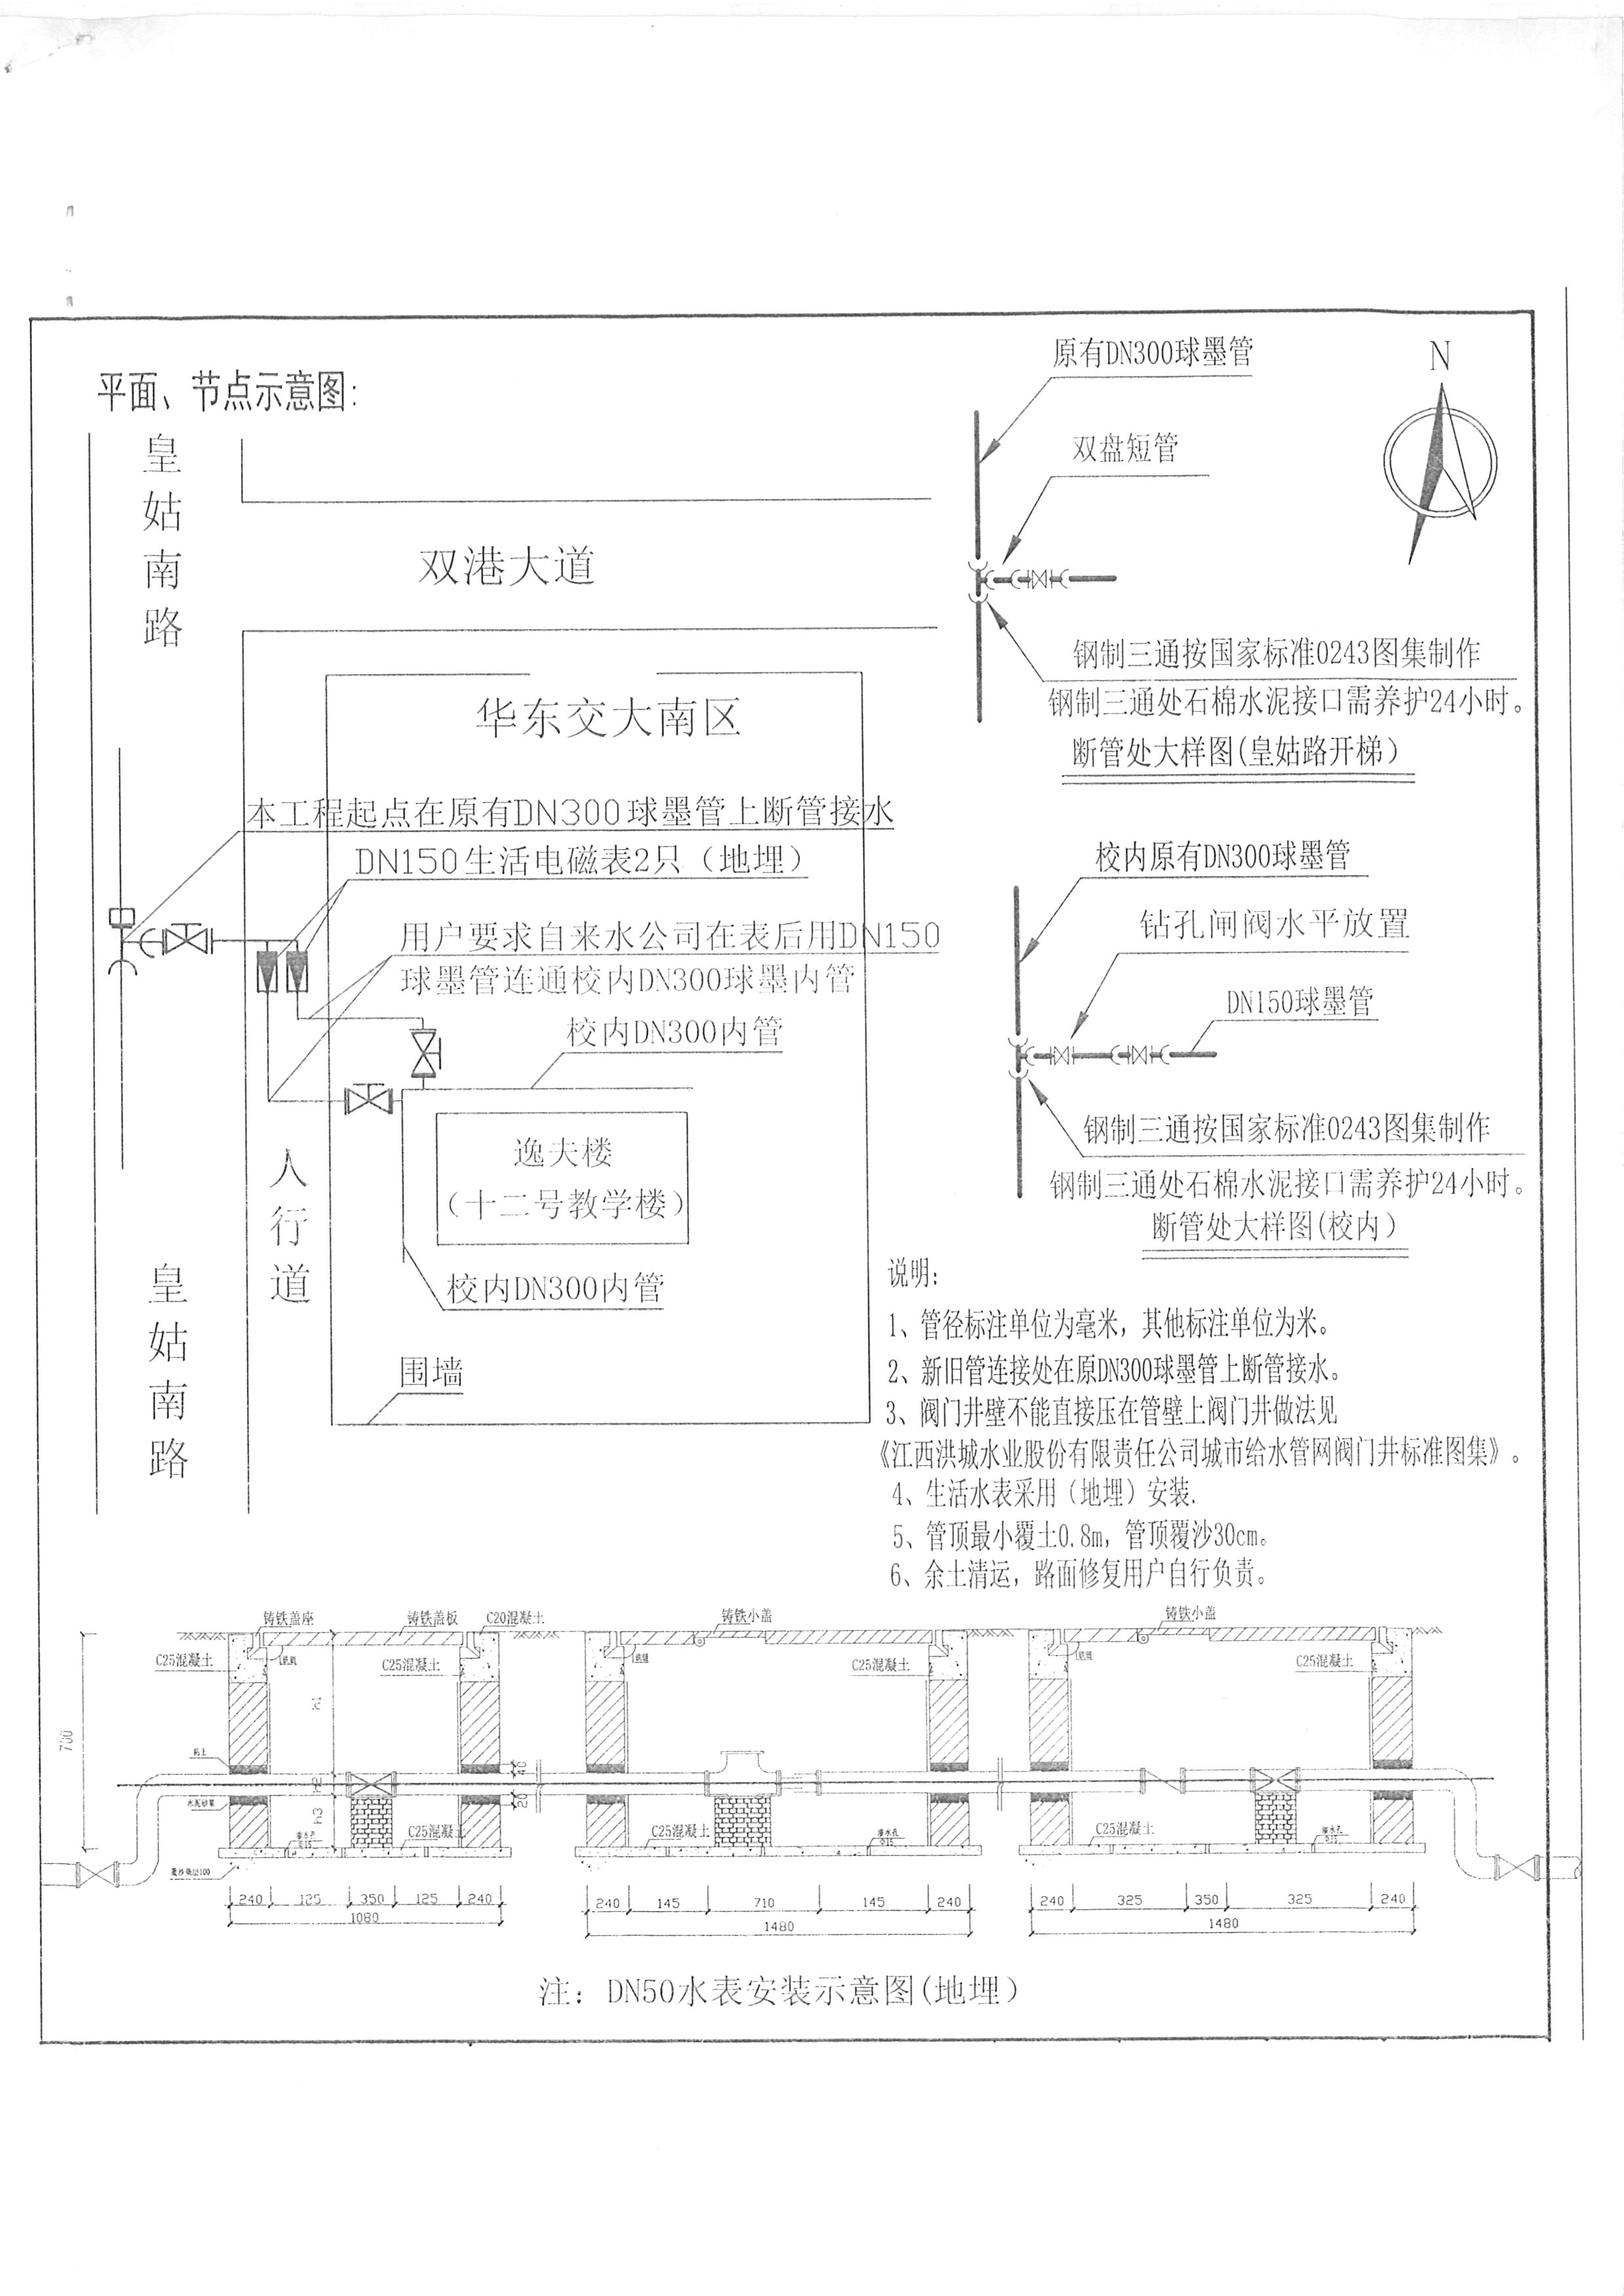 平面、节点示意图:
皇姑南路
双港大道
华东交大南区
本工程起点在原有DN300球墨管上断管接水
DN150生活电磁表2只（地埋）
用户要求自来水公司在表后用DN150
球墨管连通校内DN300球墨内管
校内DN300内管
逸夫楼
（十二号教学楼）
校内DN300内管
人行道
皇姑南路
围墙
原有DN300球墨管
N
双盘短管
钢制三通按国家标准0243图集制作
钢制三通处石棉水泥接口需养护24小时。
断管处大样图(皇姑路开梯)
校内原有DN300球墨管
钻孔闸阀水平放置
DN150球墨管
钢制三通按国家标准0243图集制作
钢制三通处石棉水泥接口需养护24小时。
断管处大样图(校内)
说明:
1、管径标注单位为毫米，其他标注单位为米。
2、新旧管连接处在原DN300球墨管上断管接水。
3、阀门井壁不能直接压在管壁上阀门井做法见
《江西洪城水业股份有限责任公司城市给水管网阀门井标准图集》。
4、生活水表采用（地埋）安装.
5、管顶最小覆土0.8m，管顶覆沙30cm。
6、余土清运，路面修复用户自行负责。
铸铁盖座
铸铁盖板
C20混凝土
铸铁小盖
铸铁小盖
C25混凝土
C25混凝土
C25混凝土
C25混凝土
700
粘土
水泥砂浆
h3
40
20
渗水孔
C25混凝土
C25混凝土
渗水孔
C25混凝土
渗水孔
240 125 350 125 240
1080
240 145 710 145 240
1480
240 325 350 325 240
1480
注：DN50水表安装示意图(地埋)